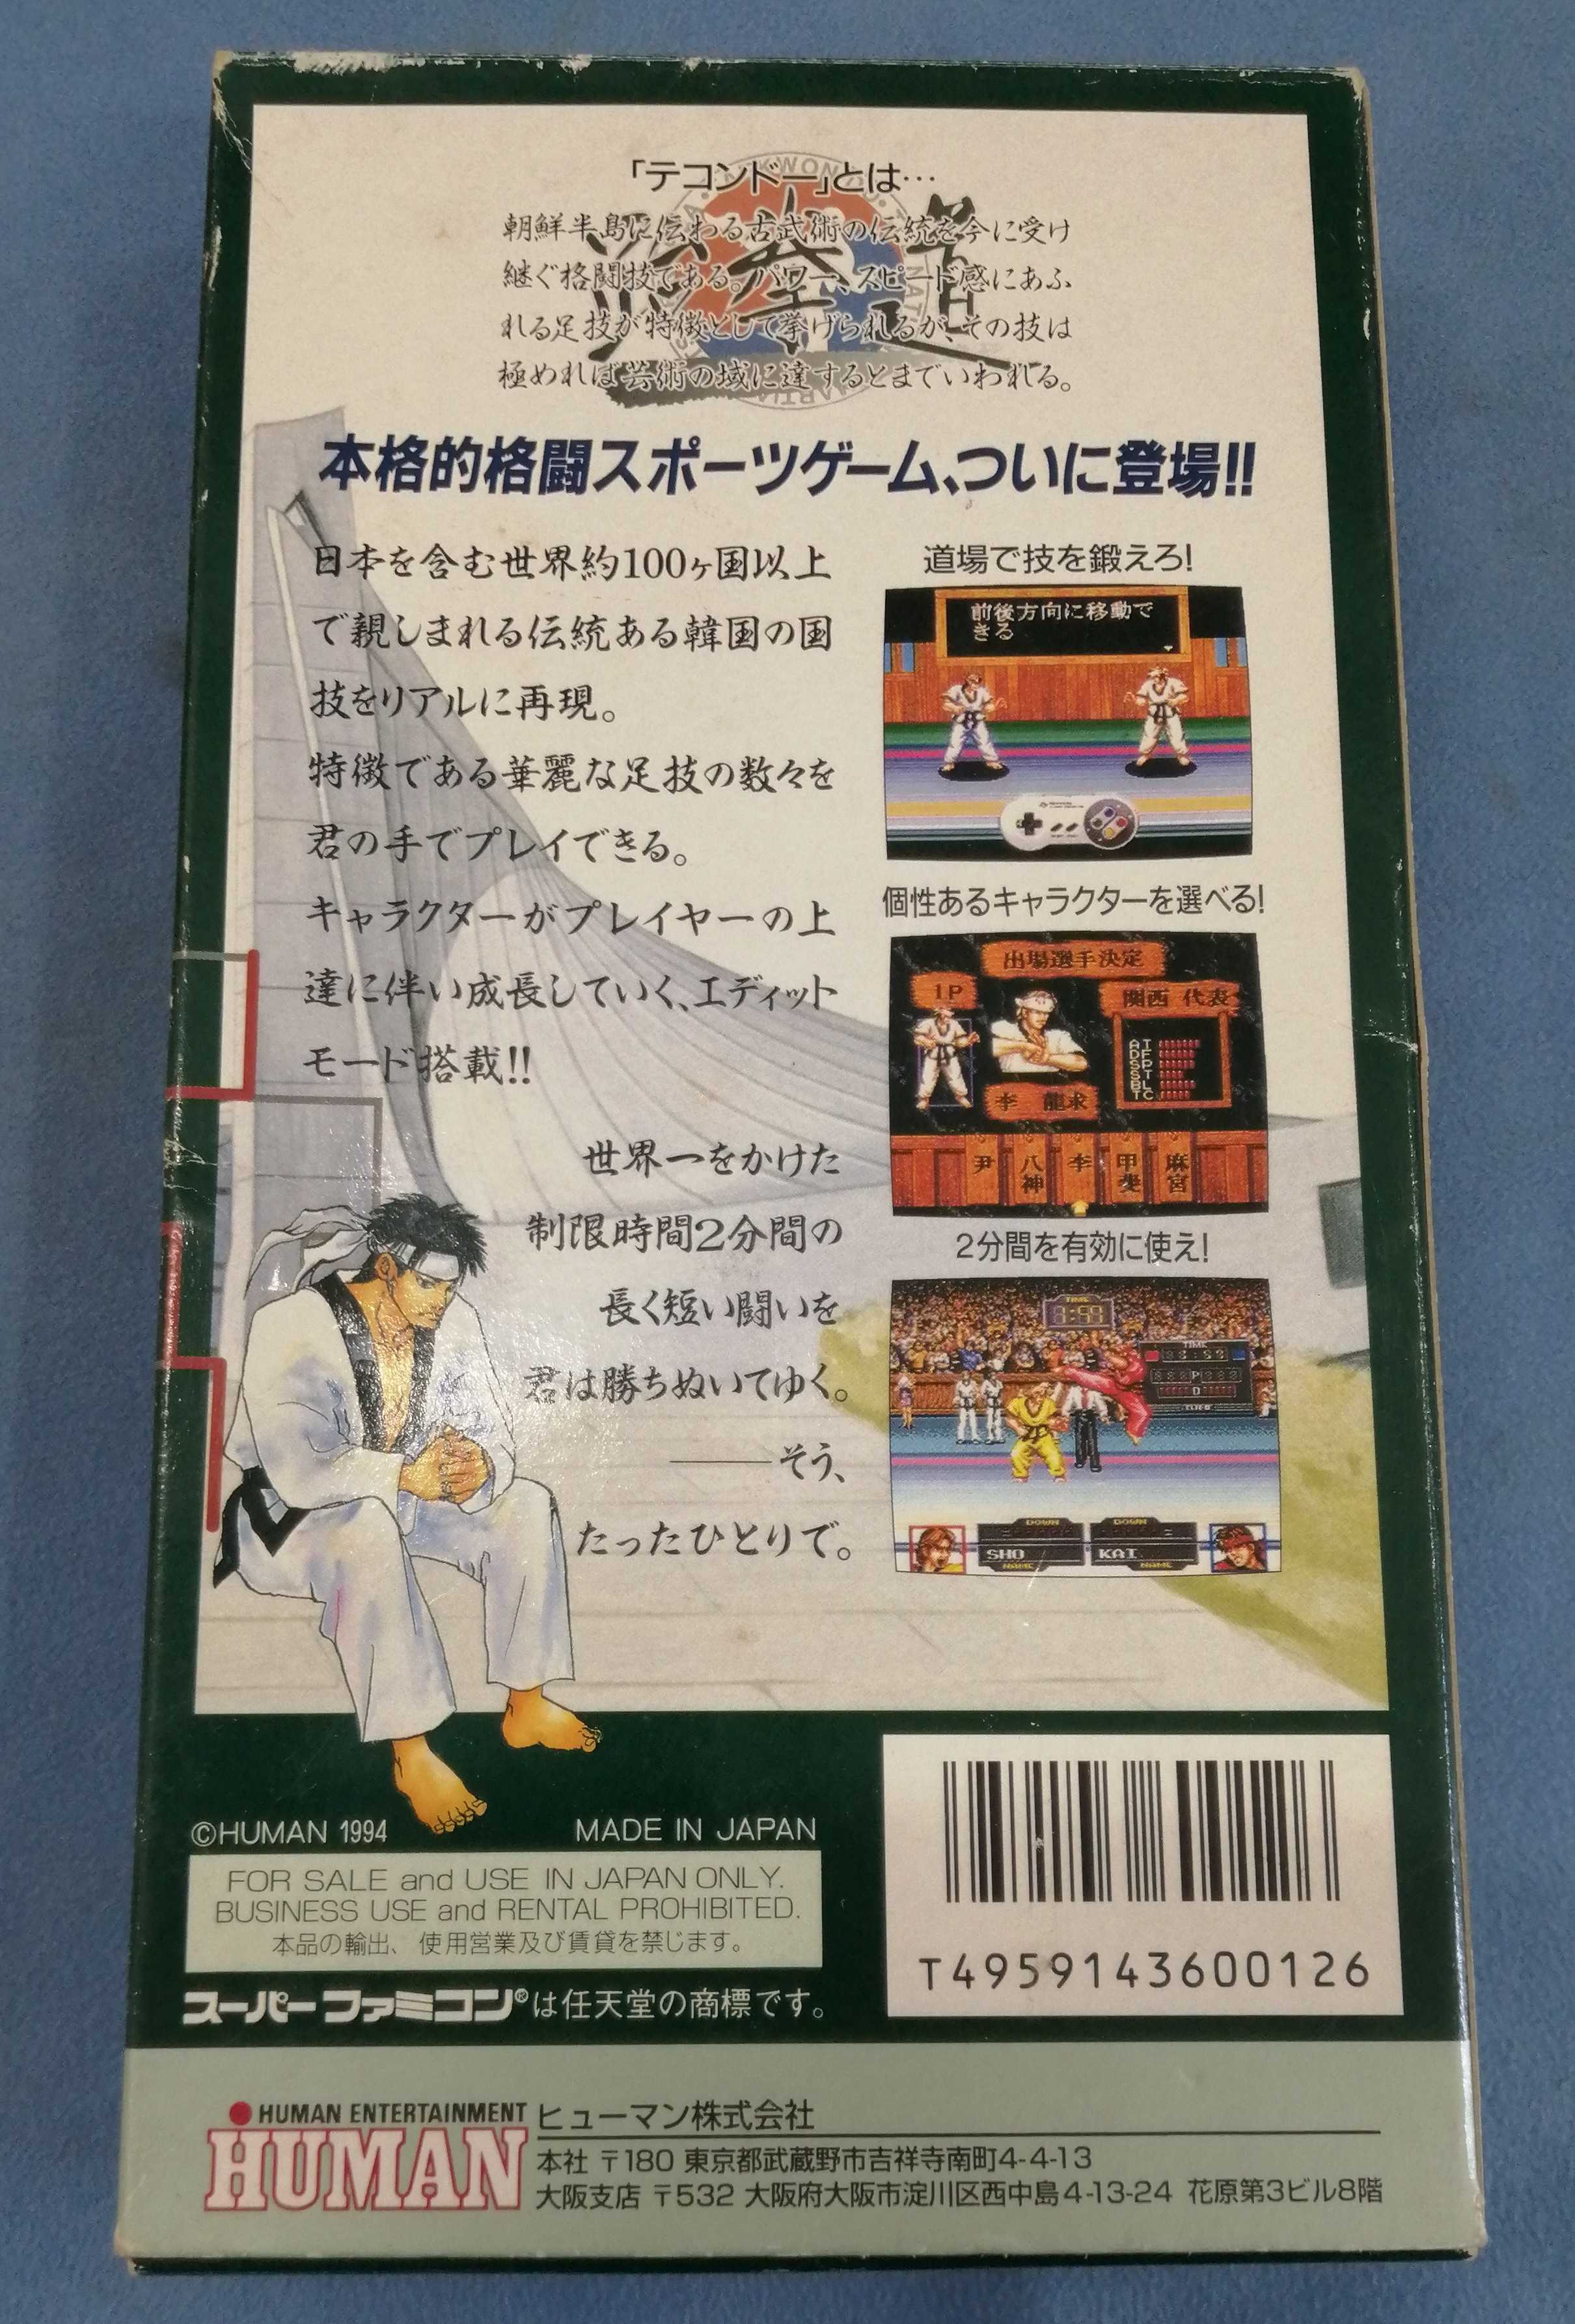 「テコンドー」とは…
朝鮮半島に伝わる古武術の伝統を今に受け
継ぐ格闘技である。パワー、スピード感にあふ
れる足技が特徴として挙げられるが、その技は
極めれば芸術の域に達するとまでいわれる。
本格的格闘スポーツゲーム、ついに登場!!
日本を含む世界約100ヶ国以上
で親しまれる伝統ある韓国の国
技をリアルに再現。
特徴である華麗な足技の数々を
君の手でプレイできる。
キャラクターがプレイヤーの上
達に伴い成長していく、エディット
モード搭載!!
世界一をかけた
制限時間2分間の
長く短い闘いを
君は勝ちぬいてゆく。
──そう、
たったひとりで。
道場で技を鍛えろ!
前後方向に移動で
きる
個性あるキャラクターを選べる!
出場選手決定
1P
関西 代表
李 龍求
尹 八神 李 甲斐 麻宮
2分間を有効に使え!
TIME
1:57
TIME
DOWN
DOWN
SHO
KAI
NAME
NAME
©HUMAN 1994
MADE IN JAPAN
FOR SALE and USE IN JAPAN ONLY.
BUSINESS USE and RENTAL PROHIBITED.
本品の輸出、使用営業及び賃貸を禁じます。
スーパーファミコン®は任天堂の商標です。
T4959143600126
HUMAN ENTERTAINMENT
HUMAN
ヒューマン株式会社
本社 〒180 東京都武蔵野市吉祥寺南町4-4-13
大阪支店 〒532 大阪府大阪市淀川区西中島4-13-24 花原第3ビル8階